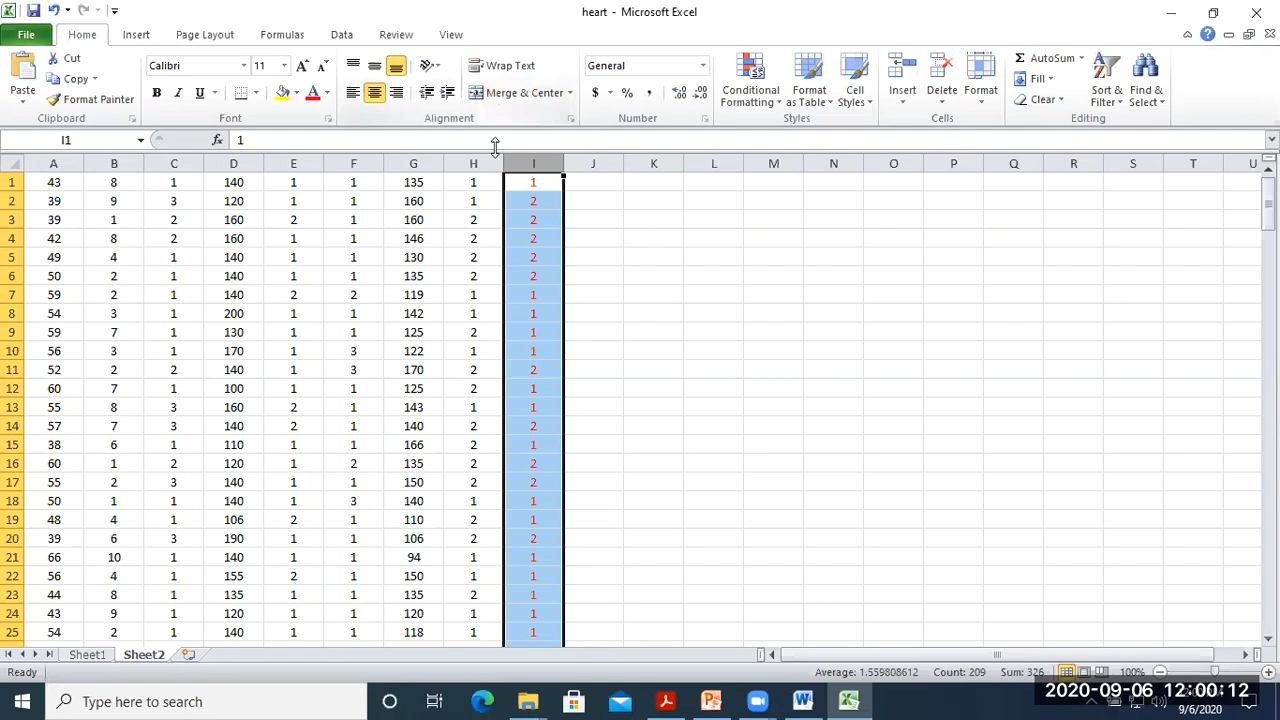 heart - Microsoft Excel
File Home Insert Page Layout Formulas Data Review View
Paste Cut Copy Format Painter
Calibri 11 B I U A A A
Wrap Text Merge & Center
General $ % ,
Conditional Formatting Format as Table Cell Styles
Insert Delete Format
AutoSum Fill Clear Sort & Filter Find & Select
Clipboard Font Alignment Number Styles Cells Editing
I1 fx 1
A B C D E F G H I J K L M N O P Q R S T U
1 43 8 1 140 1 1 135 1 1
2 39 9 3 120 1 1 160 1 2
3 39 1 2 160 2 1 160 2 2
4 42 8 2 160 1 1 146 2 2
5 49 4 1 140 1 1 130 2 2
6 50 2 1 140 1 1 135 2 2
7 59 2 1 140 2 2 119 1 1
8 54 3 1 200 1 1 142 1 1
9 59 7 1 130 1 1 125 2 1
10 56 3 1 170 1 3 122 1 1
11 52 2 2 140 1 3 170 2 2
12 60 7 1 100 1 1 125 2 1
13 55 8 3 160 2 1 143 1 1
14 57 7 3 140 2 1 140 2 2
15 38 6 1 110 1 1 166 2 1
16 60 1 2 120 1 2 135 2 2
17 55 2 3 140 1 1 150 2 2
18 50 1 1 140 1 3 140 1 1
19 48 4 1 106 2 1 110 2 1
20 39 6 3 190 1 1 106 2 2
21 66 10 1 140 1 1 94 1 1
22 56 4 1 155 2 1 150 1 1
23 44 8 1 135 1 1 135 2 1
24 43 9 1 120 1 1 120 1 1
25 54 2 1 140 1 1 118 1 1
Sheet1 Sheet2
Ready Average: 1.559808612 Count: 209 Sum: 326 100%
Type here to search
2020-09-06 12:00:12
9/6/2020